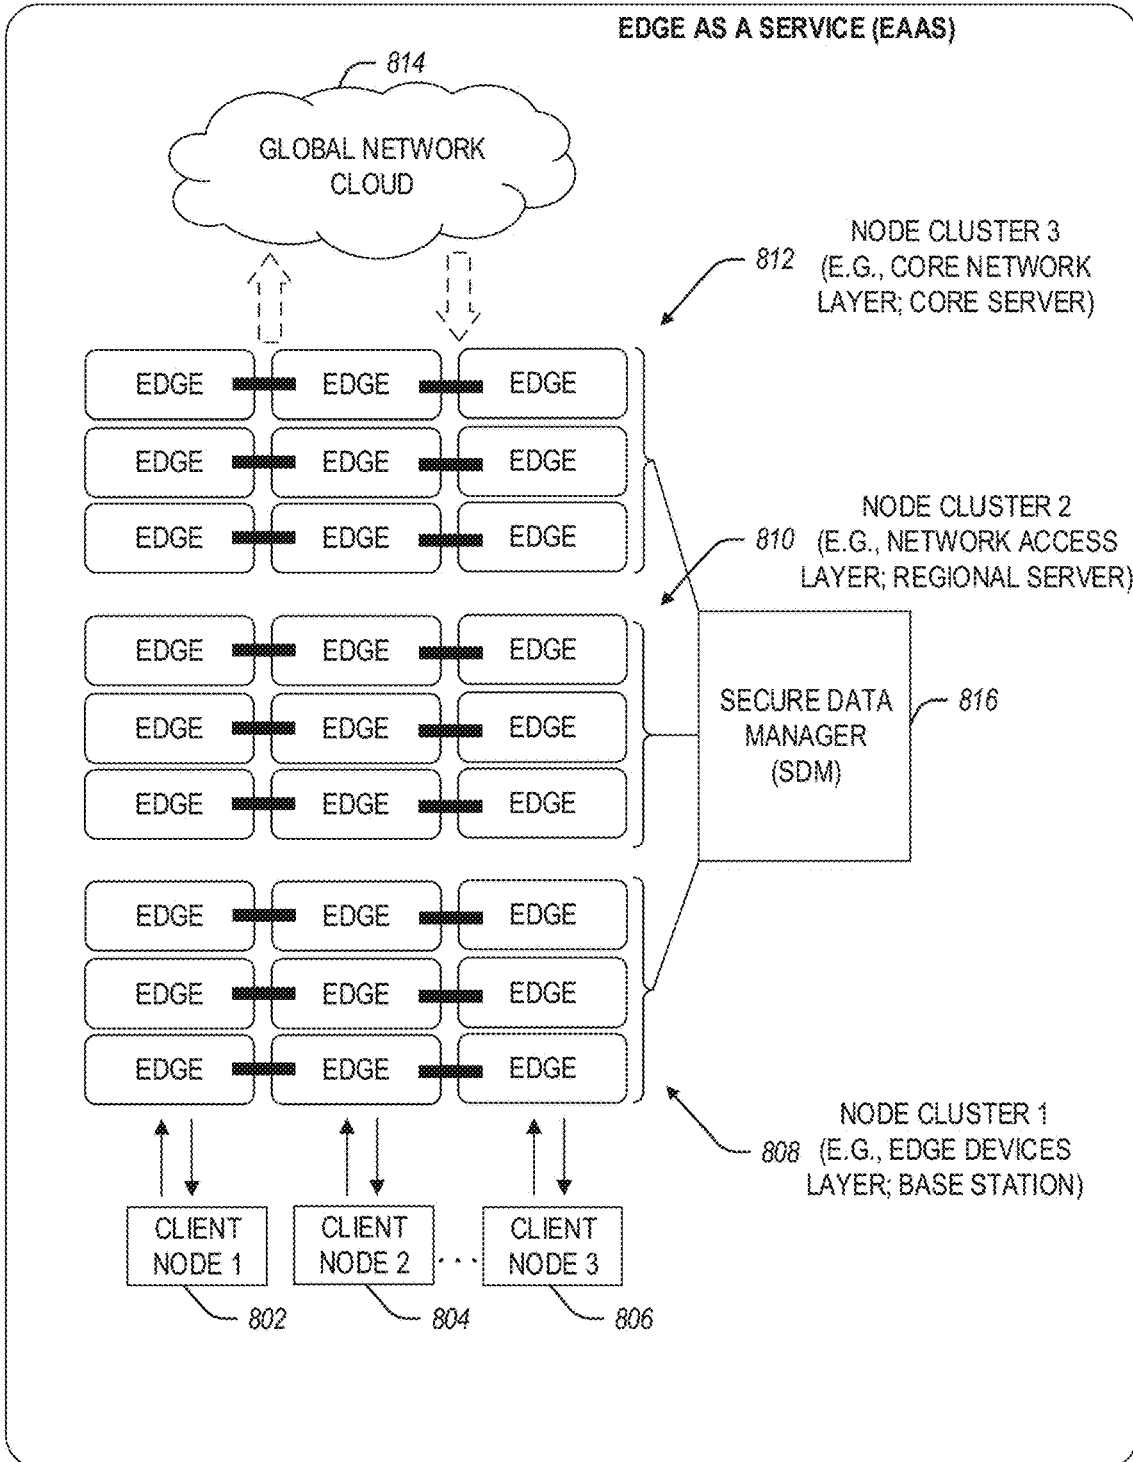 EDGE AS A SERVICE (EAAS)
814
GLOBAL NETWORK
CLOUD
NODE CLUSTER 3
812 (E.G., CORE NETWORK
LAYER; CORE SERVER)
EDGE EDGE EDGE
EDGE EDGE EDGE
EDGE EDGE EDGE
NODE CLUSTER 2
810 (E.G., NETWORK ACCESS
LAYER; REGIONAL SERVER)
EDGE EDGE EDGE
EDGE EDGE EDGE
EDGE EDGE EDGE
SECURE DATA
MANAGER
(SDM)
816
EDGE EDGE EDGE
EDGE EDGE EDGE
EDGE EDGE EDGE
NODE CLUSTER 1
808 (E.G., EDGE DEVICES
LAYER; BASE STATION)
CLIENT
NODE 1
CLIENT
NODE 2
. . .
CLIENT
NODE 3
802
804
806